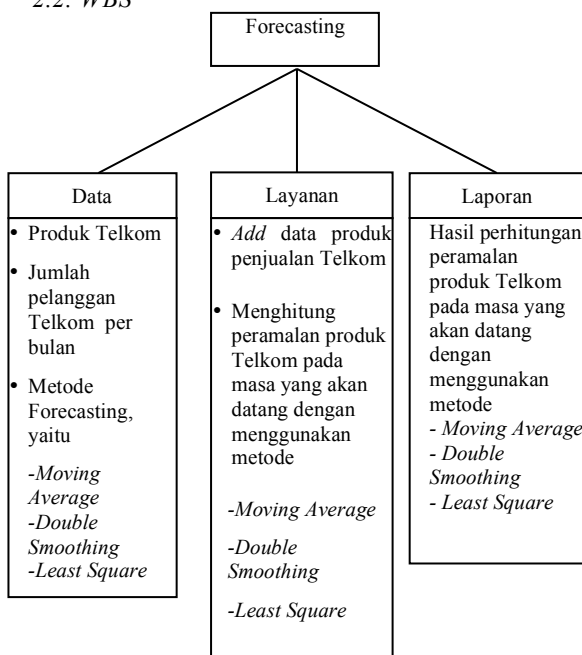 2.2. WBS
Forecasting
Data
• Produk Telkom
• Jumlah
pelanggan
Telkom per
bulan
• Metode
Forecasting,
yaitu
-Moving
Average
-Double
Smoothing
-Least Square
Layanan
• Add data produk
penjualan Telkom
• Menghitung
peramalan produk
Telkom pada
masa yang akan
datang dengan
menggunakan
metode
-Moving Average
-Double
Smoothing
-Least Square
Laporan
Hasil perhitungan
peramalan
produk Telkom
pada masa yang
akan datang
dengan
menggunakan
metode
- Moving Average
- Double
Smoothing
- Least Square